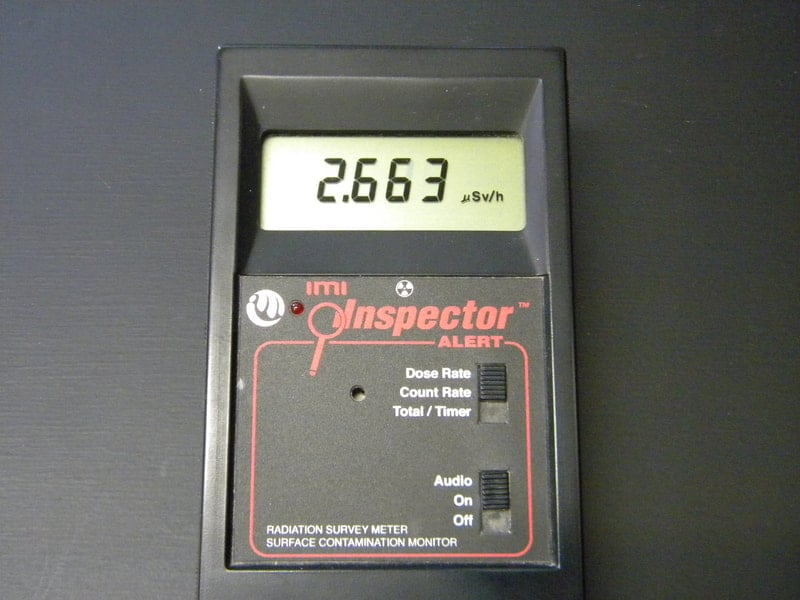 2.663 μSv/h
imi
Inspector™
ALERT
Dose Rate
Count Rate
Total / Timer
Audio
On
Off
RADIATION SURVEY METER
SURFACE CONTAMINATION MONITOR